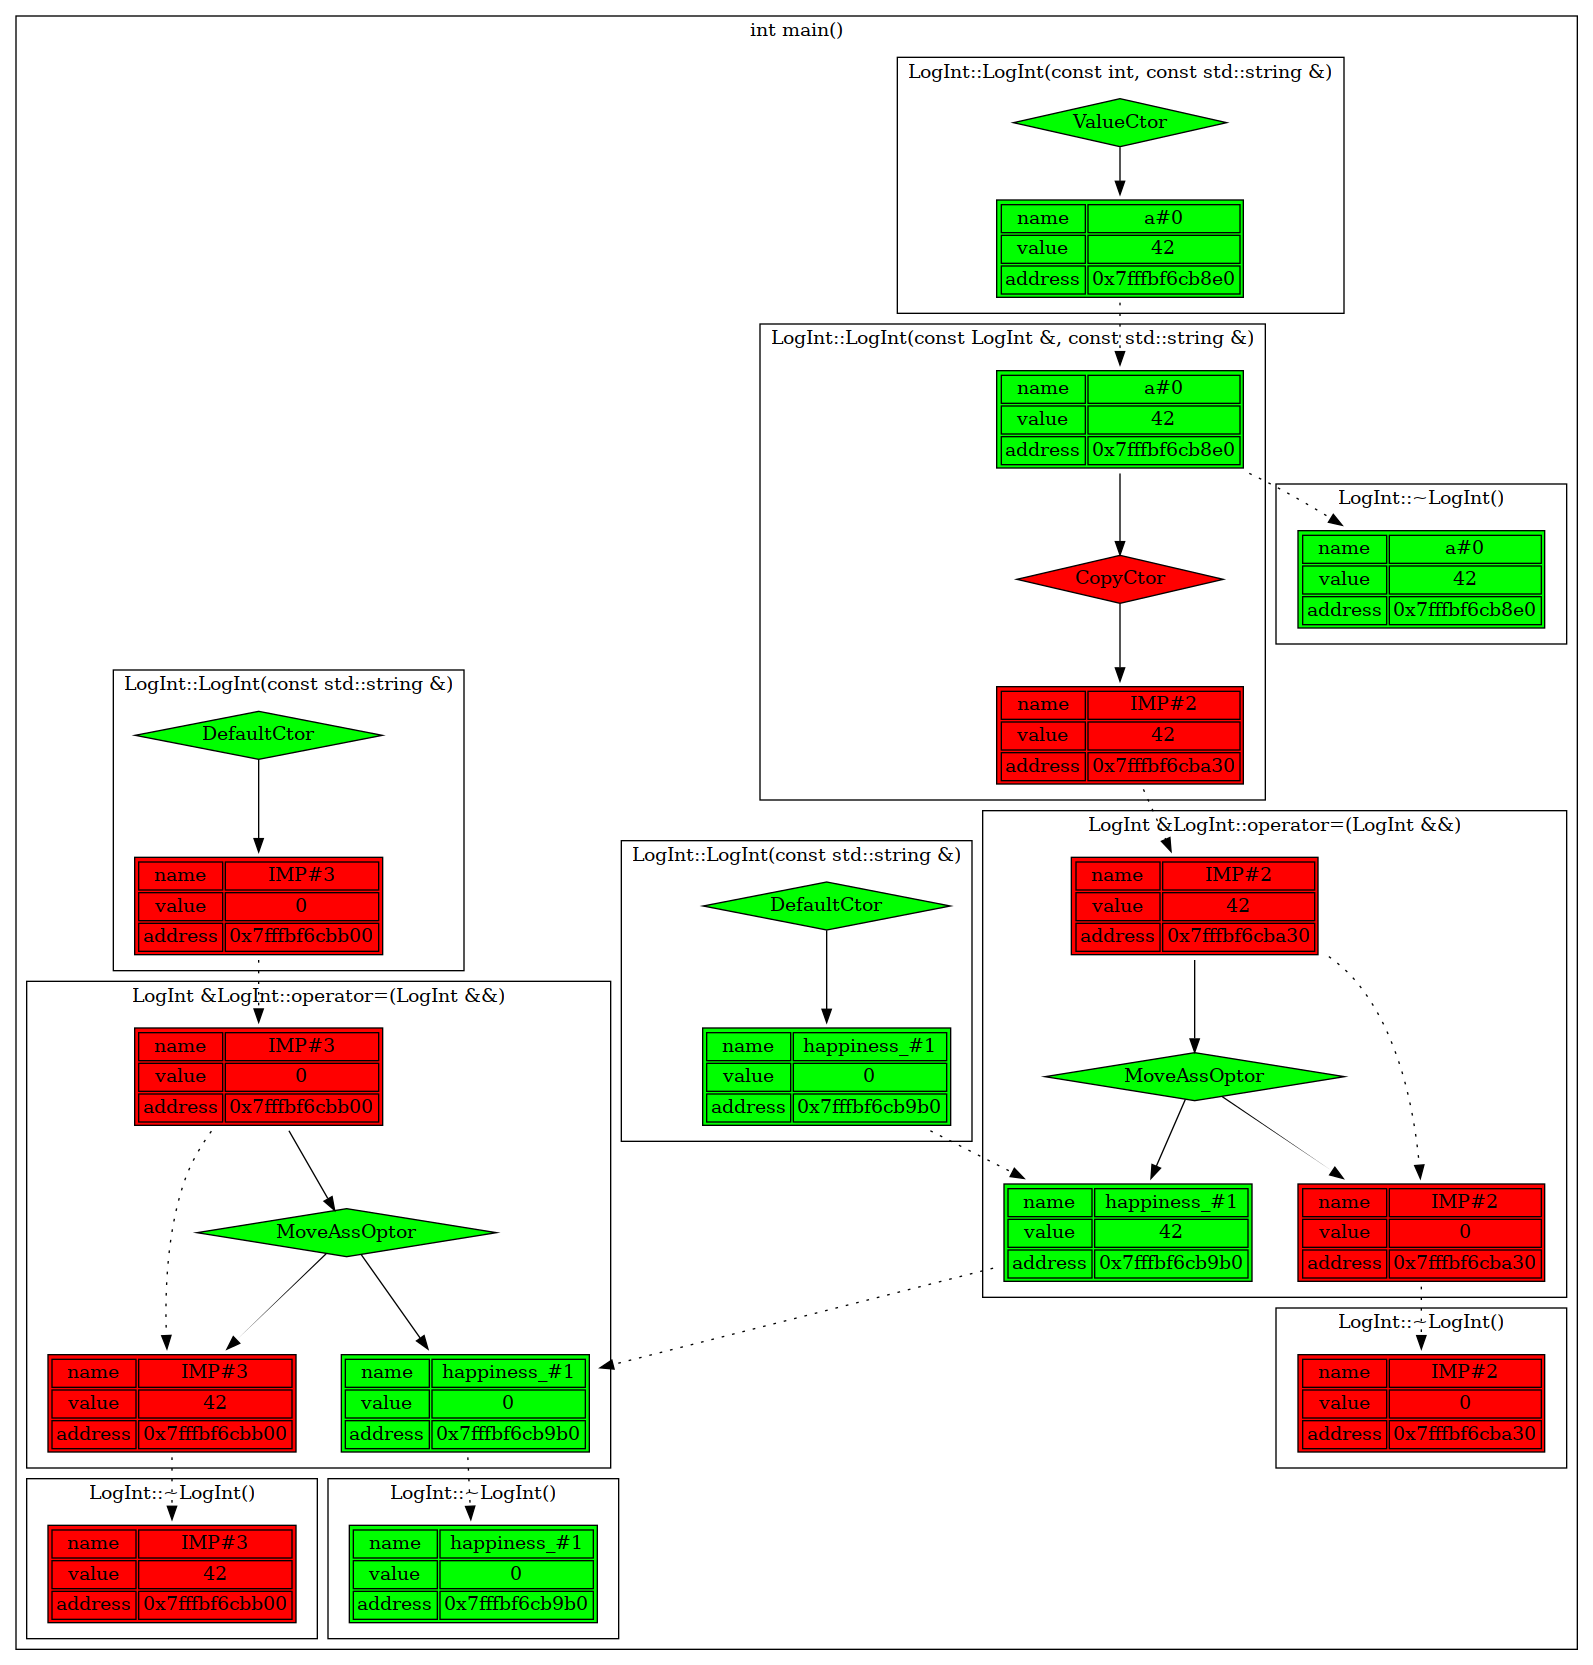 int main()
LogInt::LogInt(const int, const std::string &)
ValueCtor
name a#0
value 42
address 0x7fffbf6cb8e0
LogInt::LogInt(const LogInt &, const std::string &)
name a#0
value 42
address 0x7fffbf6cb8e0
CopyCtor
name IMP#2
value 42
address 0x7fffbf6cba30
LogInt::~LogInt()
name a#0
value 42
address 0x7fffbf6cb8e0
LogInt::LogInt(const std::string &)
DefaultCtor
name IMP#3
value 0
address 0x7fffbf6cbb00
LogInt::LogInt(const std::string &)
DefaultCtor
name happiness_#1
value 0
address 0x7fffbf6cb9b0
LogInt &LogInt::operator=(LogInt &&)
name IMP#2
value 42
address 0x7fffbf6cba30
MoveAssOptor
name happiness_#1
value 42
address 0x7fffbf6cb9b0
name IMP#2
value 0
address 0x7fffbf6cba30
LogInt &LogInt::operator=(LogInt &&)
name IMP#3
value 0
address 0x7fffbf6cbb00
MoveAssOptor
name IMP#3
value 42
address 0x7fffbf6cbb00
name happiness_#1
value 0
address 0x7fffbf6cb9b0
LogInt::~LogInt()
name IMP#2
value 0
address 0x7fffbf6cba30
LogInt::~LogInt()
name IMP#3
value 42
address 0x7fffbf6cbb00
LogInt::~LogInt()
name happiness_#1
value 0
address 0x7fffbf6cb9b0